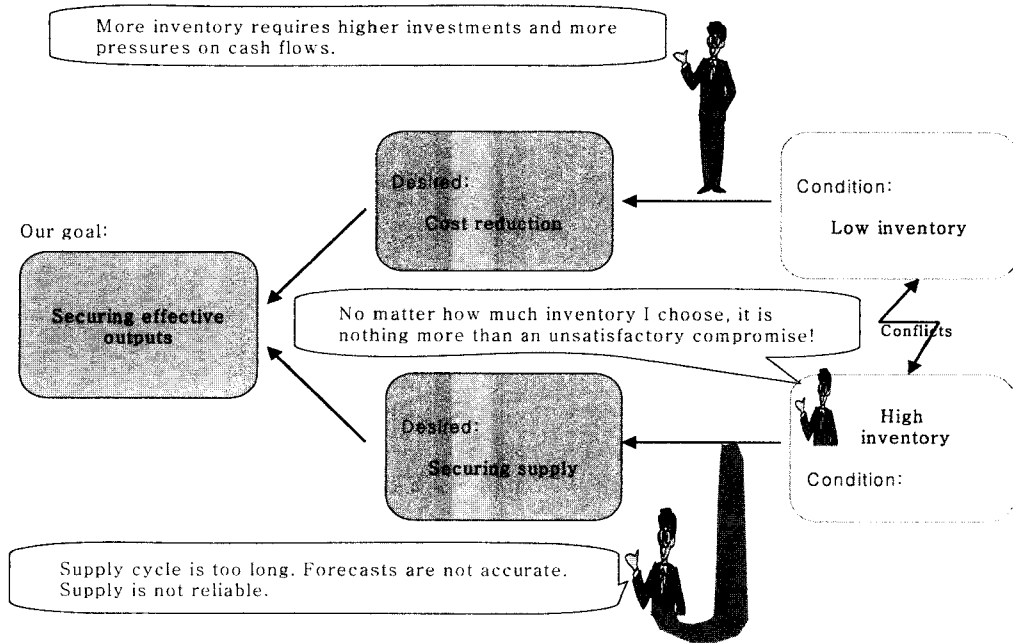 More inventory requires higher investments and more
pressures on cash flows.
Desired:
Cost reduction
Condition:
Low inventory
Our goal:
Securing effective
outputs
No matter how much inventory I choose, it is
nothing more than an unsatisfactory compromise!
Conflicts
Desired:
Securing supply
High
inventory
Condition:
Supply cycle is too long. Forecasts are not accurate.
Supply is not reliable.